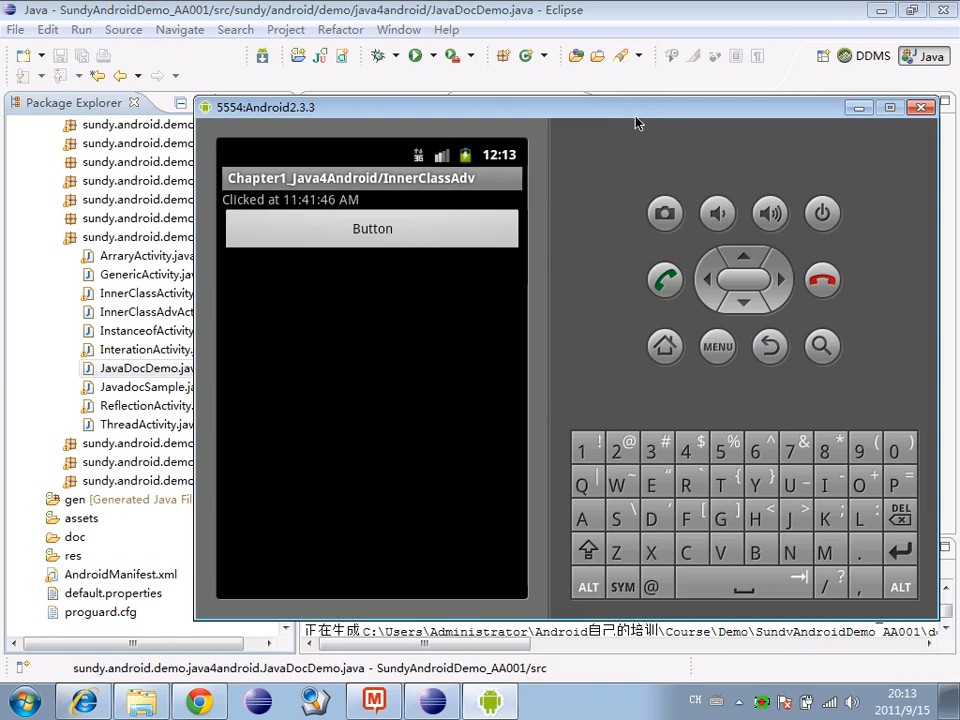 Java - SundyAndroidDemo_AA001/src/sundy/android/demo/java4android/JavaDocDemo.java - Eclipse
File Edit Run Source Navigate Search Project Refactor Window Help
DDMS Java
Package Explorer
5554:Android2.3.3
sundy.android.demo
sundy.android.demo
sundy.android.demo
sundy.android.demo
sundy.android.demo
sundy.android.demo
sundy.android.demo
ArraryActivity.java
GenericActivity.jav
InnerClassActivity
InnerClassAdvAct
InstanceofActivity
InterationActivity.
JavaDocDemo.jav
JavadocSample.ja
ReflectionActivity.
ThreadActivity.jav
sundy.android.demo
sundy.android.demo
sundy.android.demo
gen [Generated Java Fil
assets
doc
res
AndroidManifest.xml
default.properties
proguard.cfg
3G 12:13
Chapter1_Java4Android/InnerClassAdv
Clicked at 11:41:46 AM
Button
MENU
1 ! 2 @ 3 # 4 $ 5 % 6 ^ 7 & 8 * 9 ( 0 )
Q | W ~ E " R ` T { Y } U _ I - O + P =
A S \ D ' F [ G ] H < J > K ; L : DEL
Z X C V B N M .
ALT SYM @ / ? , ALT
正在生成 C:\Users\Administrator\Android自己的培训\Course\Demo\SundyAndroidDemo_AA001\d
sundy.android.demo.java4android.JavaDocDemo.java - SundyAndroidDemo_AA001/src
CH
20:13
2011/9/15